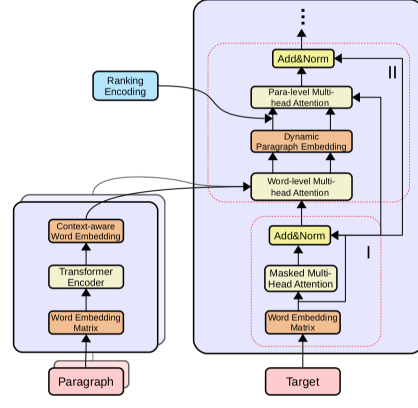 ⋮
Add&Norm
II
Ranking
Encoding
Para-level Multi-
head Attention
Dynamic
Paragraph Embedding
Word-level Multi-
head Attention
Context-aware
Word Embedding
Add&Norm
I
Transformer
Encoder
Masked Multi-
Head Attention
Word Embedding
Matrix
Word Embedding
Matrix
Paragraph
Target